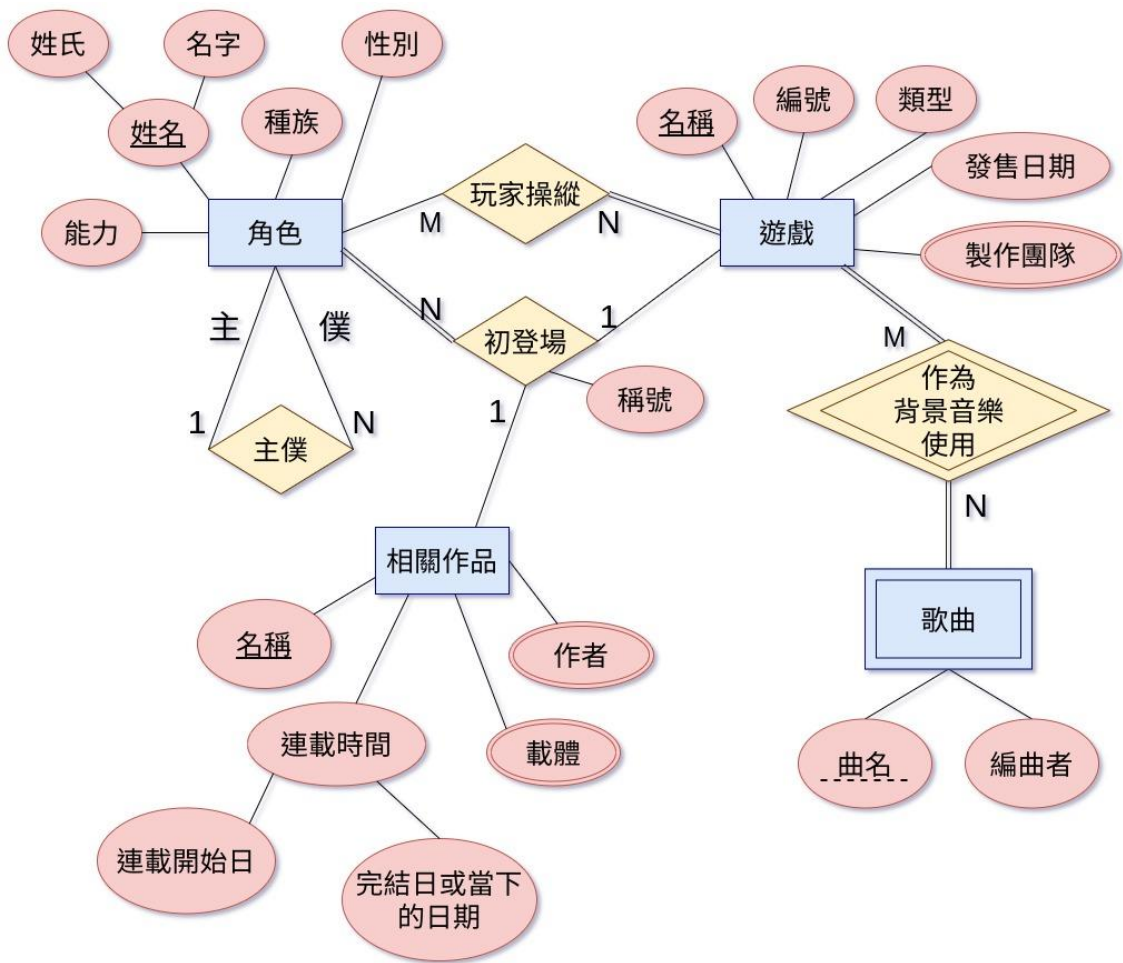 姓氏
名字
性別
姓名
種族
能力
角色
名稱
編號
類型
發售日期
製作團隊
遊戲
玩家操縱
M
N
N
初登場
1
稱號
1
主
僕
1
N
主僕
M
作為
背景音樂
使用
N
相關作品
名稱
作者
連載時間
載體
連載開始日
完結日或當下
的日期
歌曲
曲名
編曲者